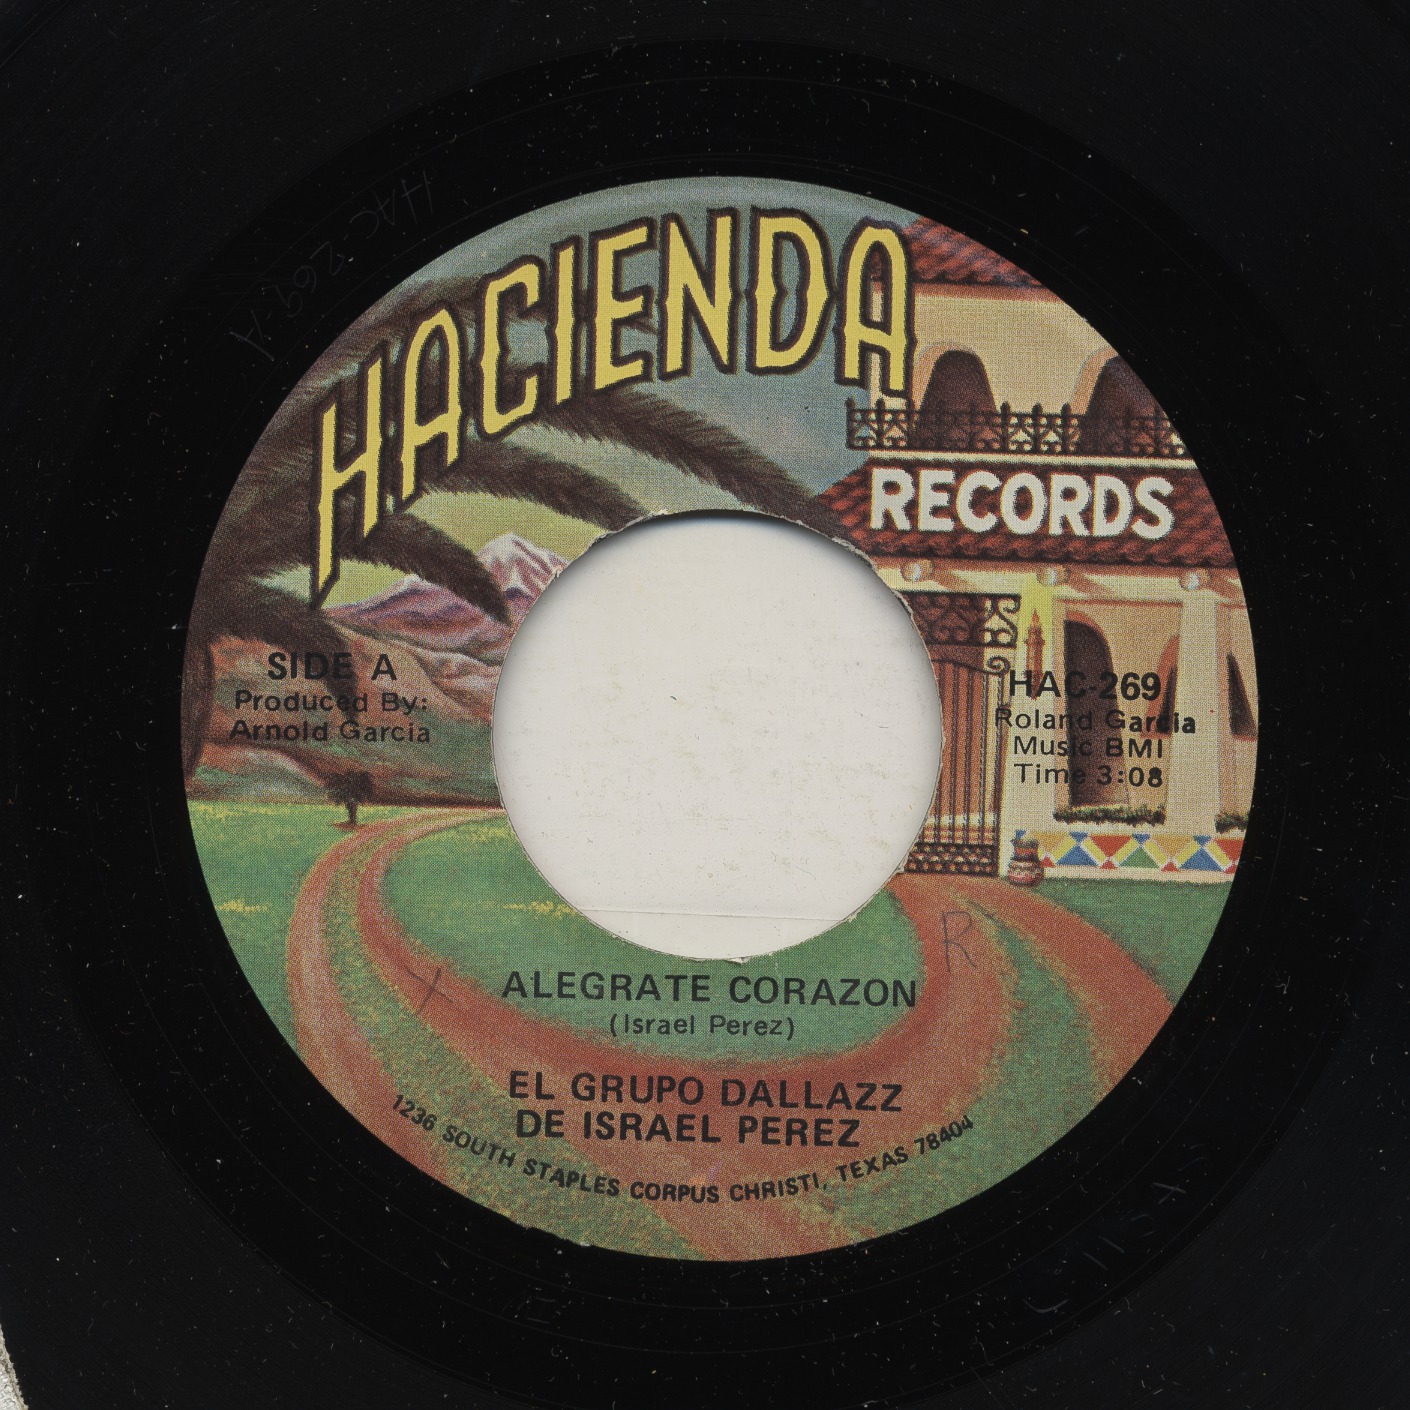 HACIENDA
RECORDS
SIDE A
Produced By:
Arnold Garcia
HAC-269
Roland Garcia
Music BMI
Time 3:08
ALEGRATE CORAZON
(Israel Perez)
EL GRUPO DALLAZZ
DE ISRAEL PEREZ
1236 SOUTH STAPLES CORPUS CHRISTI, TEXAS 78404
X
R
HAC 269-A